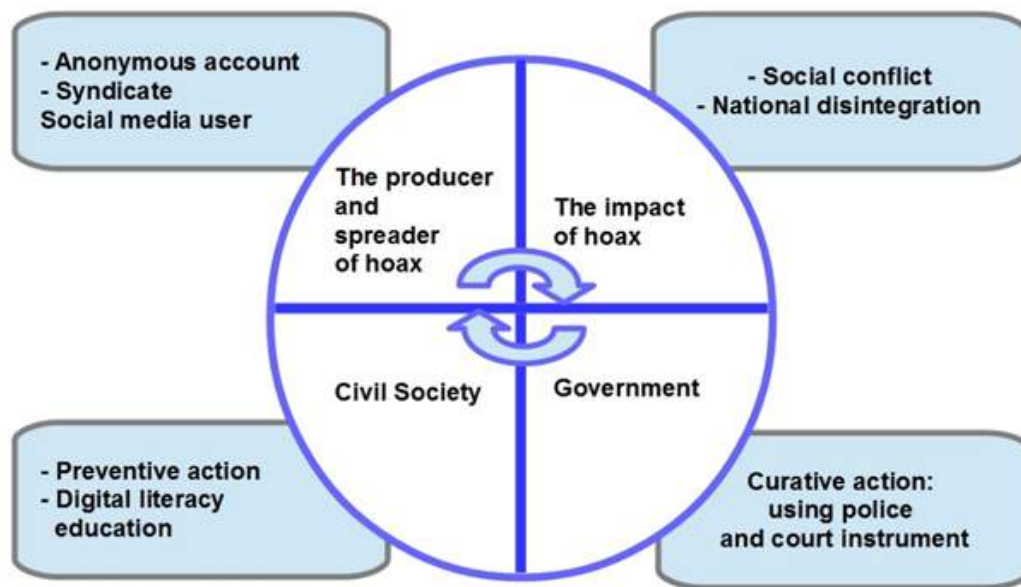 - Anonymous account
- Syndicate
Social media user
- Social conflict
- National disintegration
The producer
and
spreader
of hoax
The impact
of hoax
Civil Society
Government
- Preventive action
- Digital literacy
education
Curative action:
using police
and court instrument